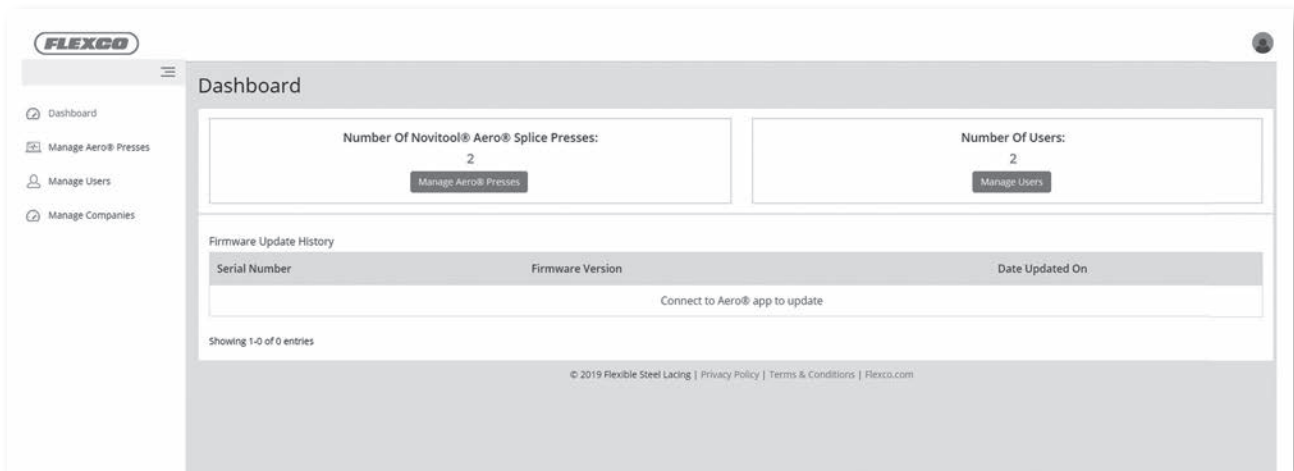 FLEXCO
Dashboard
Manage Aero® Presses
Manage Users
Manage Companies
Dashboard
Number Of Novitool® Aero® Splice Presses:
2
Manage Aero® Presses
Number Of Users:
2
Manage Users
Firmware Update History
Serial Number Firmware Version Date Updated On
Connect to Aero® app to update
Showing 1-0 of 0 entries
© 2019 Flexible Steel Lacing | Privacy Policy | Terms & Conditions | Flexco.com